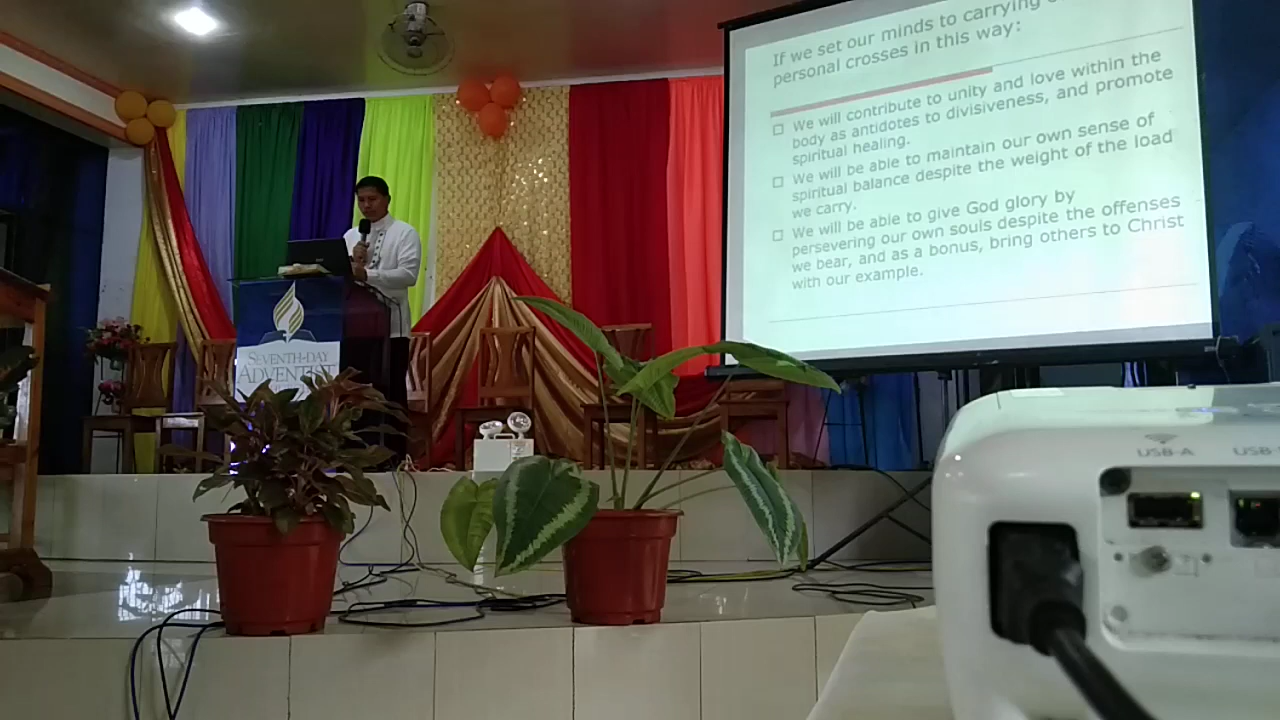 If we set our minds to carrying
personal crosses in this way:
☐ We will contribute to unity and love within the
body as antidotes to divisiveness, and promote
spiritual healing.
☐ We will be able to maintain our own sense of
spiritual balance despite the weight of the load
we carry.
☐ We will be able to give God glory by
persevering our own souls despite the offenses
we bear, and as a bonus, bring others to Christ
with our example.
SEVENTH-DAY
ADVENTIST
USB-A
USB-